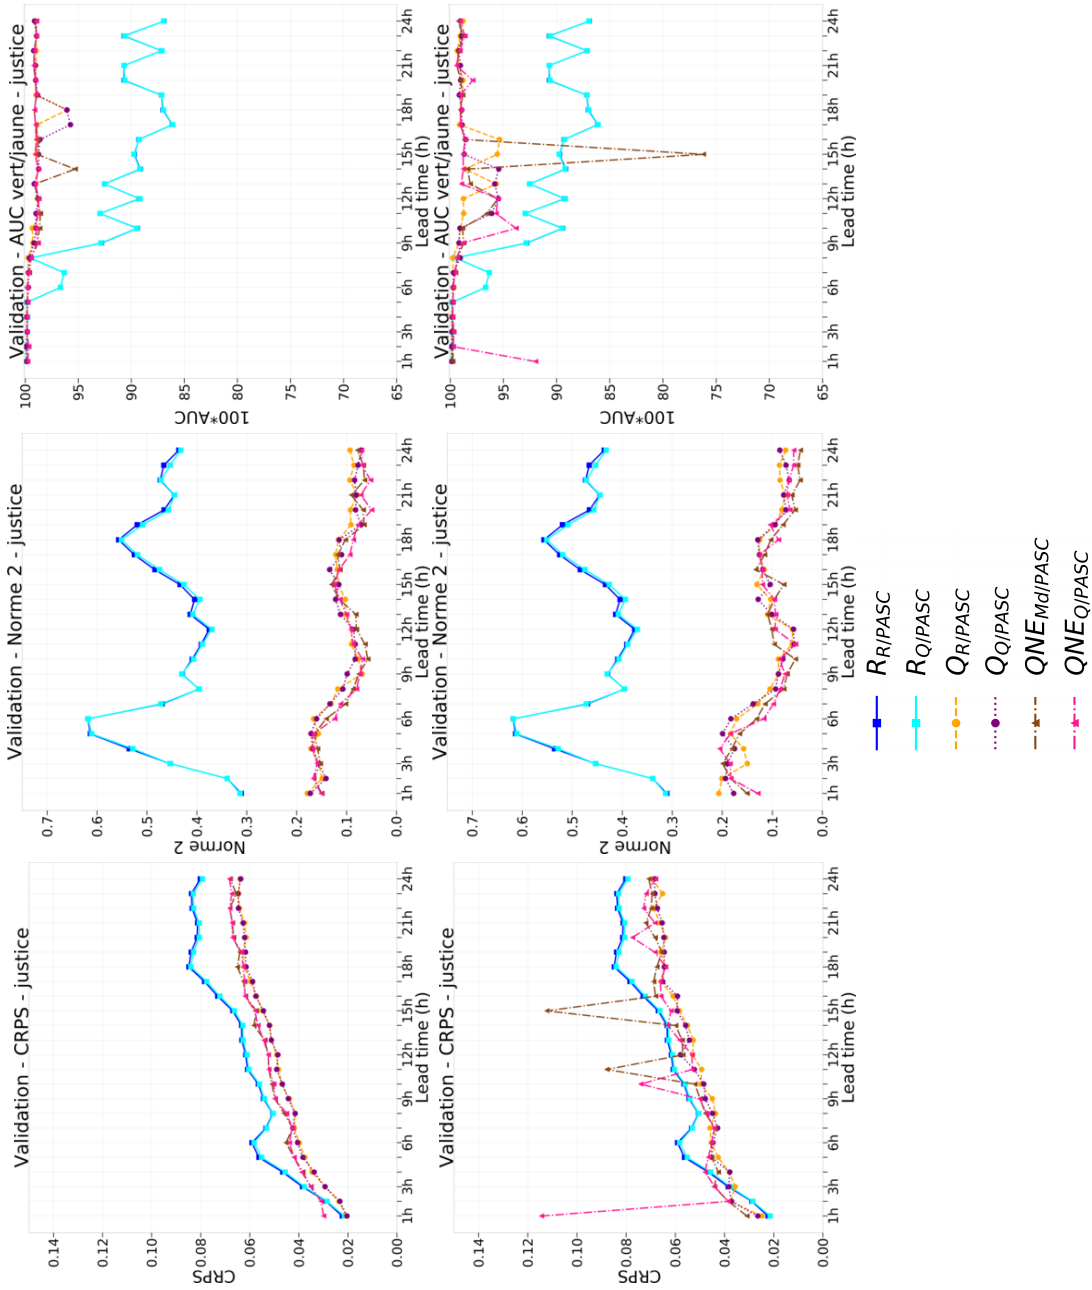 Validation - CRPS - justice
CRPS
0.14
0.12
0.10
0.08
0.06
0.04
0.02
0.00
1h 3h 6h 9h 12h 15h 18h 21h 24h
Lead time (h)
Validation - Norme 2 - justice
Norme 2
0.7
0.6
0.5
0.4
0.3
0.2
0.1
0.0
1h 3h 6h 9h 12h 15h 18h 21h 24h
Lead time (h)
Validation - AUC vert/jaune - justice
100*AUC
100
95
90
85
80
75
70
65
1h 3h 6h 9h 12h 15h 18h 21h 24h
Lead time (h)
Validation - CRPS - justice
CRPS
0.14
0.12
0.10
0.08
0.06
0.04
0.02
0.00
1h 3h 6h 9h 12h 15h 18h 21h 24h
Lead time (h)
Validation - Norme 2 - justice
Norme 2
0.7
0.6
0.5
0.4
0.3
0.2
0.1
0.0
1h 3h 6h 9h 12h 15h 18h 21h 24h
Lead time (h)
Validation - AUC vert/jaune - justice
100*AUC
100
95
90
85
80
75
70
65
1h 3h 6h 9h 12h 15h 18h 21h 24h
Lead time (h)
R_R/PASC
R_Q/PASC
Q_R/PASC
Q_Q/PASC
QNE_Md/PASC
QNE_Q/PASC